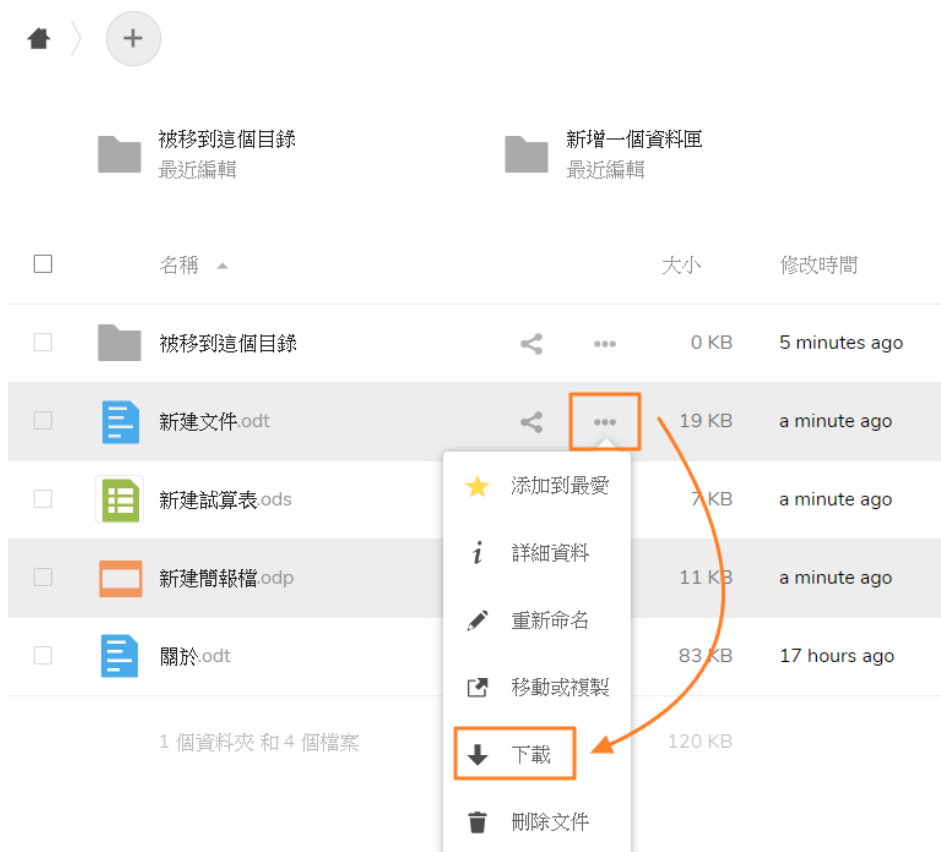 被移到這個目錄
最近編輯
新增一個資料匣
最近編輯
名稱 大小 修改時間
被移到這個目錄 0 KB 5 minutes ago
新建文件.odt 19 KB a minute ago
新建試算表.ods 7 KB a minute ago
新建簡報檔.odp 11 KB a minute ago
關於.odt 83 KB 17 hours ago
1 個資料夾 和 4 個檔案 120 KB
添加到最愛
詳細資料
重新命名
移動或複製
下載
刪除文件